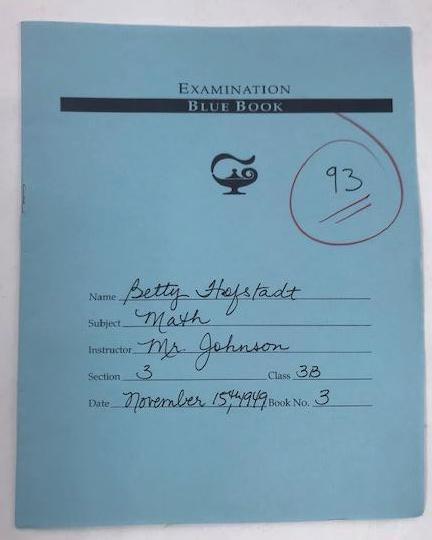 EXAMINATION
BLUE BOOK
93
Name Betty Hofstadt
Subject Math
Instructor Mr. Johnson
Section 3 Class 3B
Date November 15th, 1949 Book No. 3